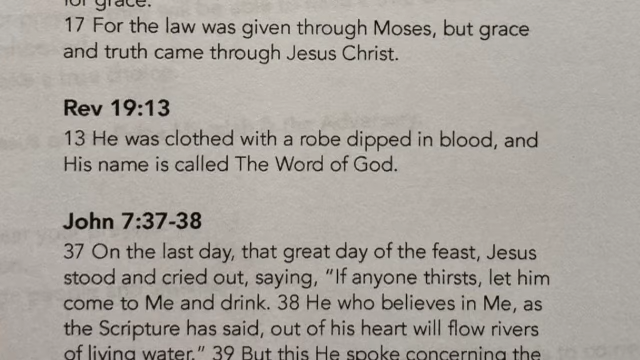 for grace.
17 For the law was given through Moses, but grace
and truth came through Jesus Christ.
Rev 19:13
13 He was clothed with a robe dipped in blood, and
His name is called The Word of God.
John 7:37-38
37 On the last day, that great day of the feast, Jesus
stood and cried out, saying, “If anyone thirsts, let him
come to Me and drink. 38 He who believes in Me, as
the Scripture has said, out of his heart will flow rivers
of living water.” 39 But this He spoke concerning the